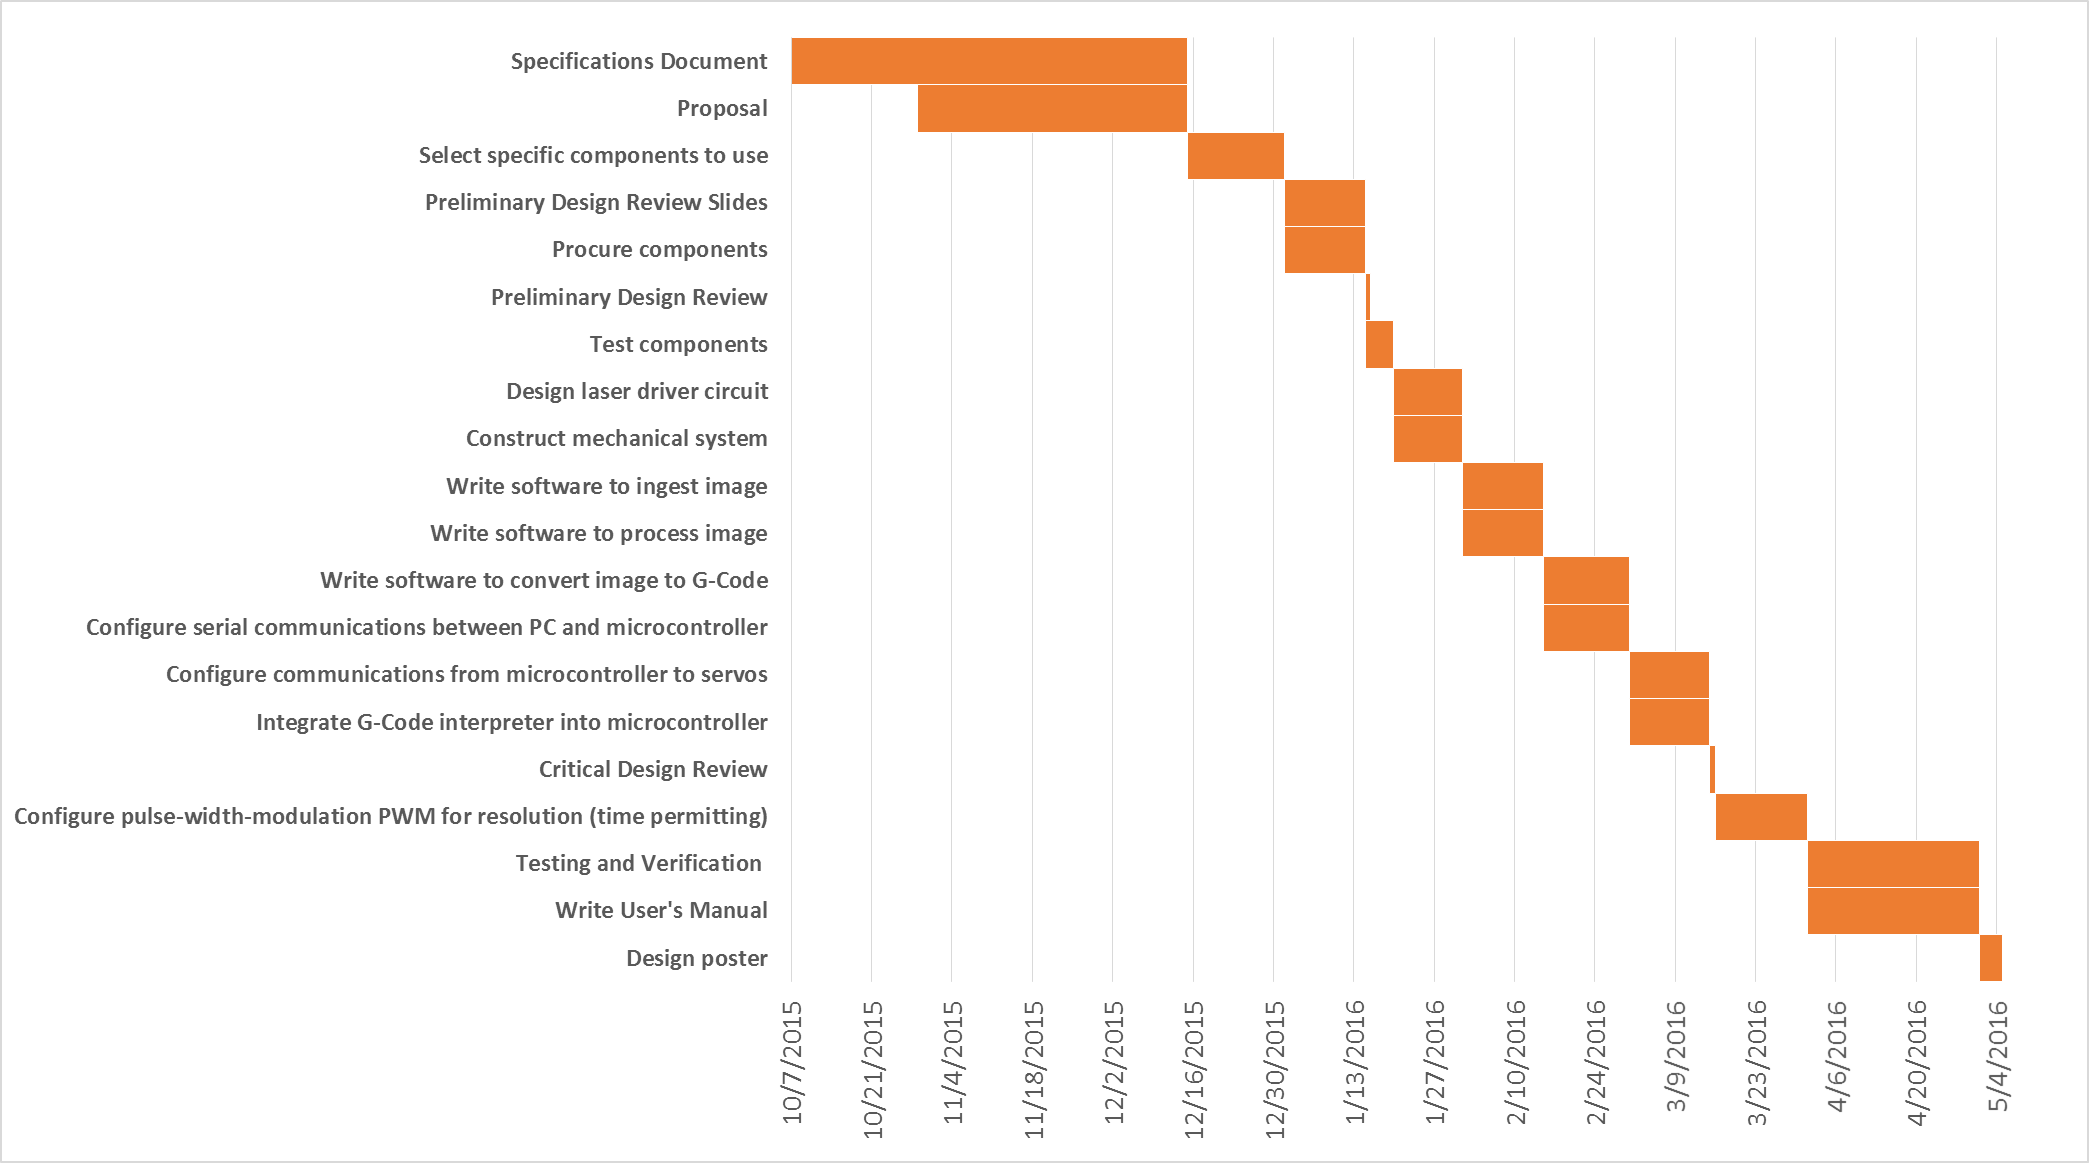 Specifications Document
Proposal
Select specific components to use
Preliminary Design Review Slides
Procure components
Preliminary Design Review
Test components
Design laser driver circuit
Construct mechanical system
Write software to ingest image
Write software to process image
Write software to convert image to G-Code
Configure serial communications between PC and microcontroller
Configure communications from microcontroller to servos
Integrate G-Code interpreter into microcontroller
Critical Design Review
Configure pulse-width-modulation PWM for resolution (time permitting)
Testing and Verification
Write User's Manual
Design poster
10/7/2015
10/21/2015
11/4/2015
11/18/2015
12/2/2015
12/16/2015
12/30/2015
1/13/2016
1/27/2016
2/10/2016
2/24/2016
3/9/2016
3/23/2016
4/6/2016
4/20/2016
5/4/2016